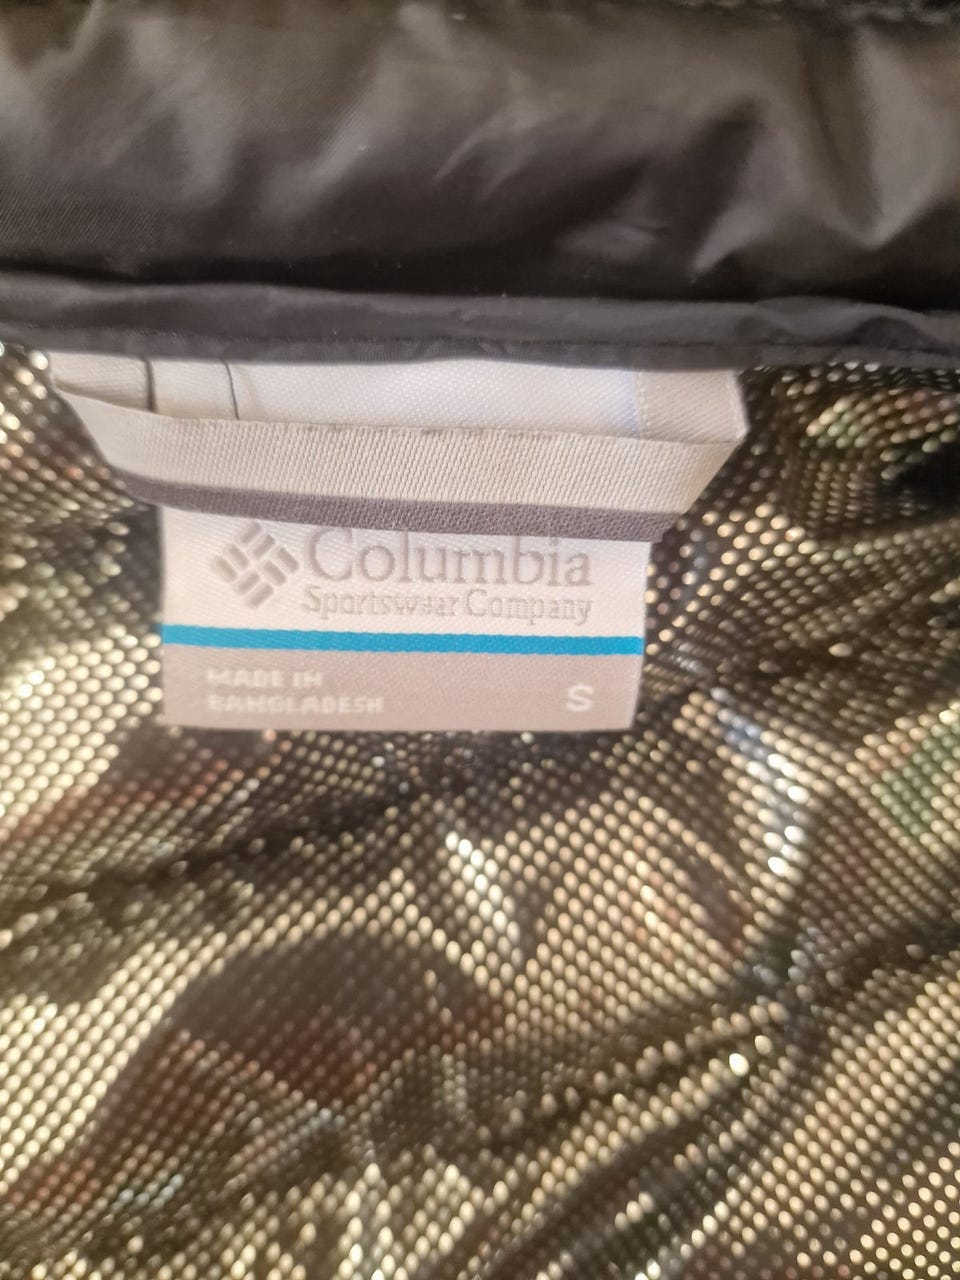 Columbia
Sportswear Company
MADE IN
BANGLADESH
S